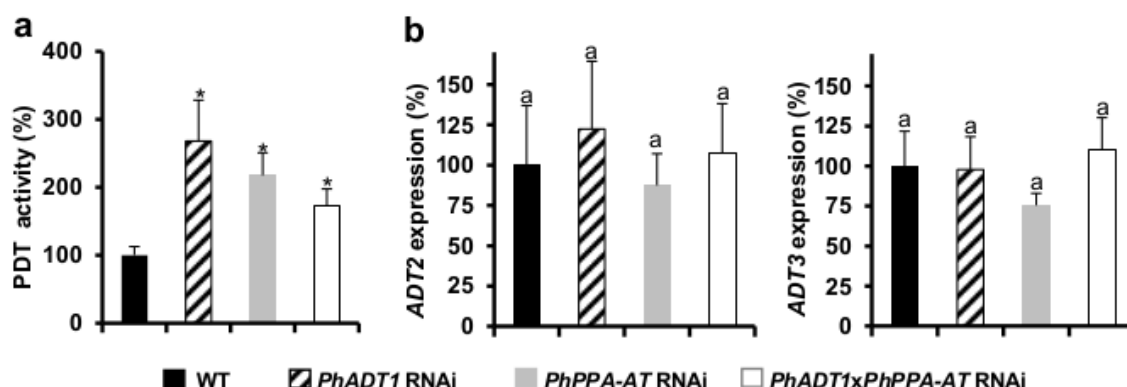 a
400
300
200
100
0
PDT activity (%)
*
*
*
b
150
125
100
75
50
25
0
ADT2 expression (%)
a
a
a
a
150
125
100
75
50
25
0
ADT3 expression (%)
a
a
a
a
WT PhADT1 RNAi PhPPA-AT RNAi PhADT1xPhPPA-AT RNAi